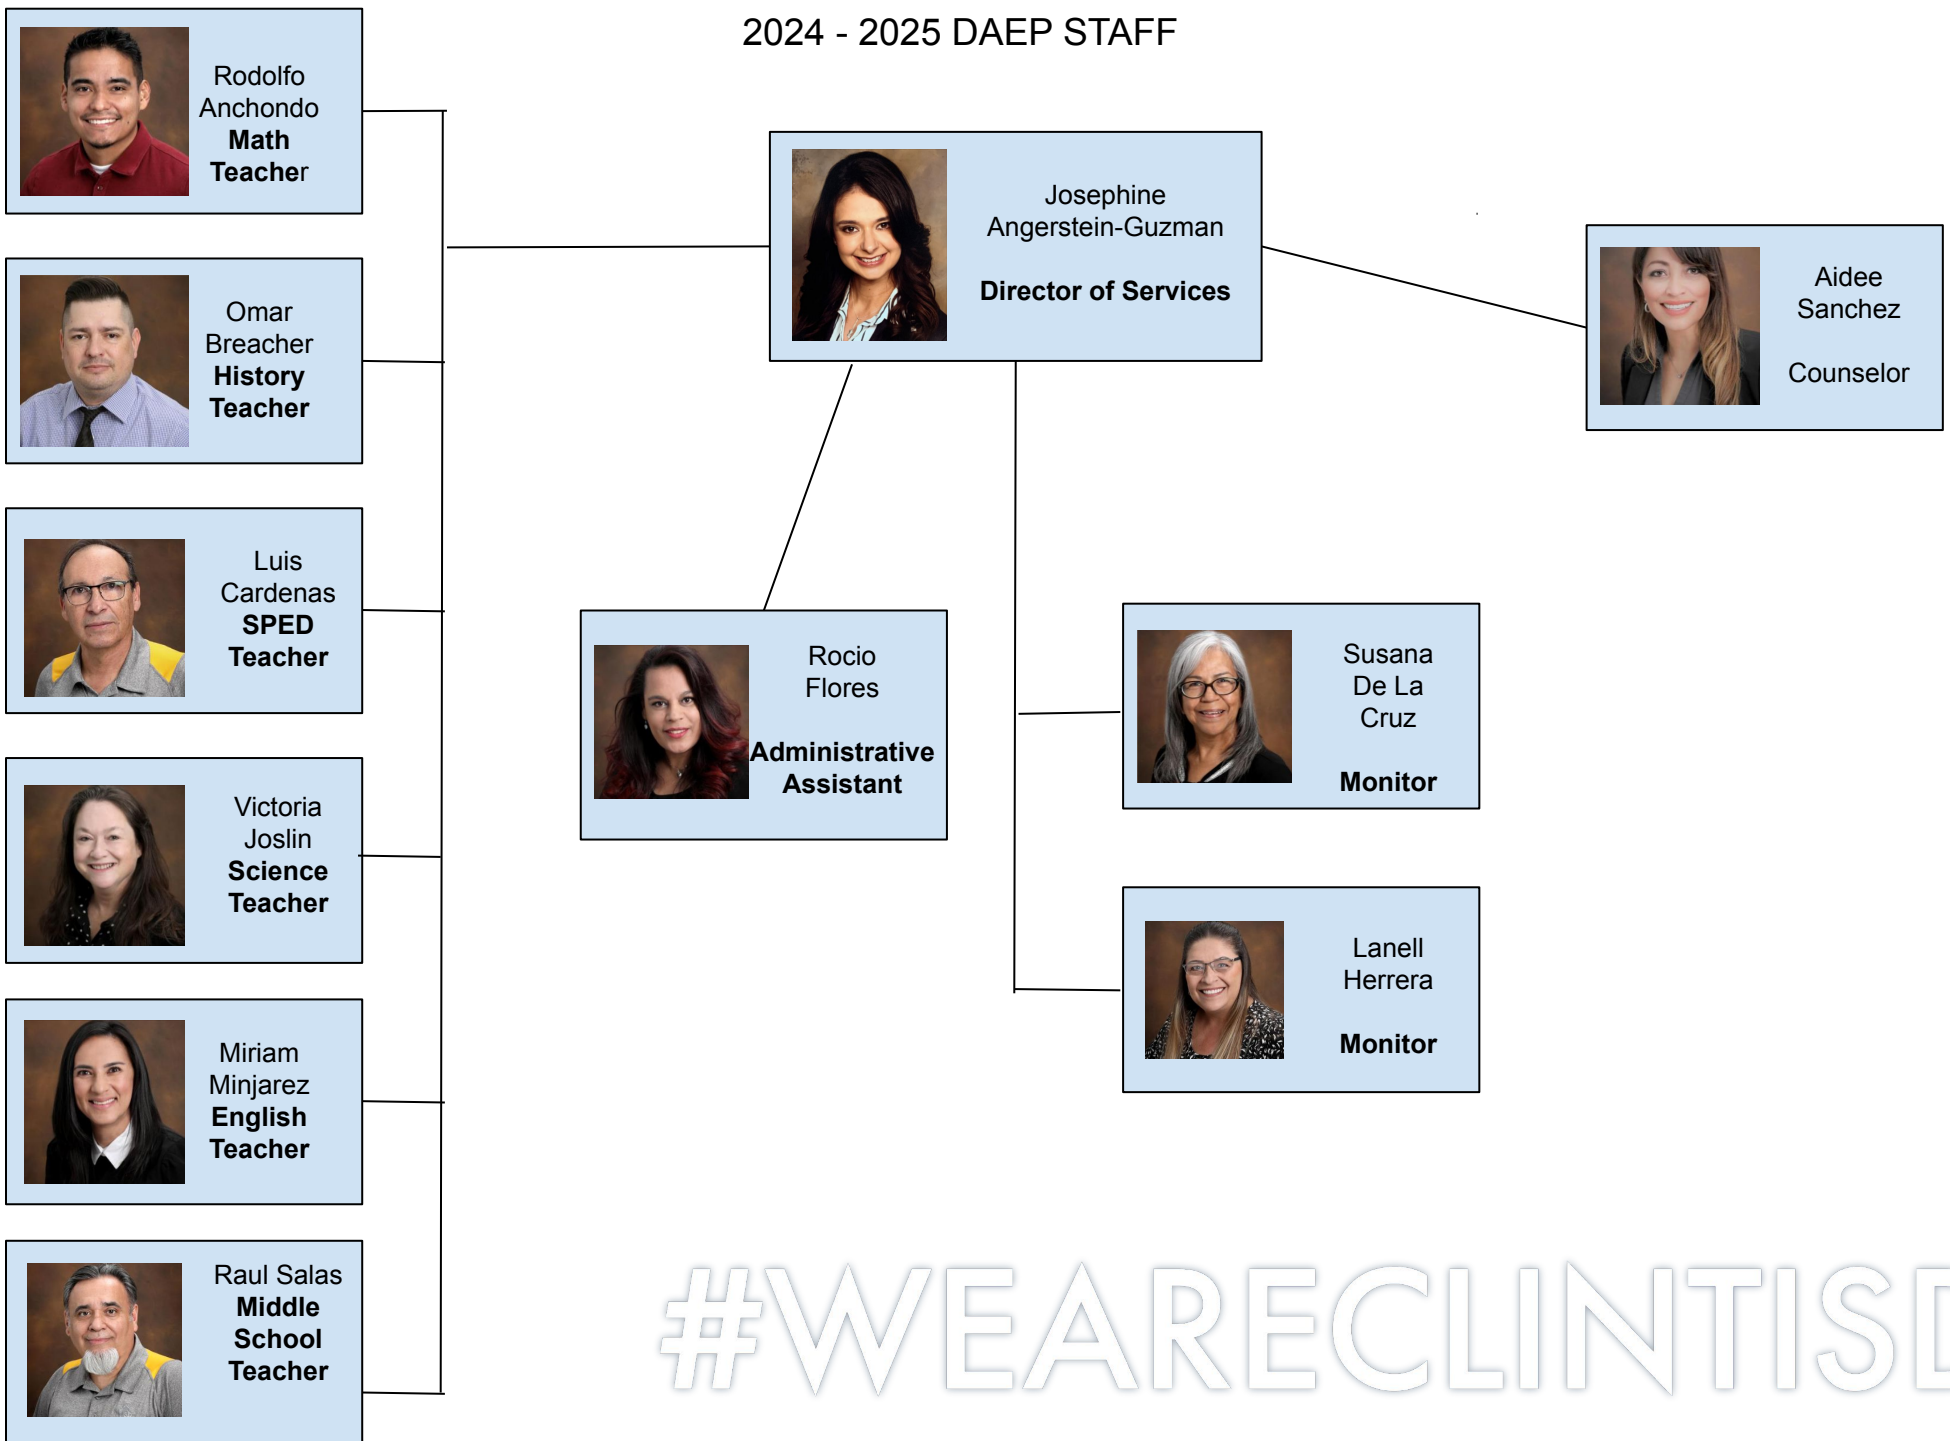 2024 - 2025 DAEP STAFF
Rodolfo
Anchondo
Math
Teacher
Josephine
Angerstein-Guzman
Director of Services
Aidee
Sanchez
Counselor
Omar
Breacher
History
Teacher
Luis
Cardenas
SPED
Teacher
Rocio
Flores
Administrative
Assistant
Susana
De La
Cruz
Monitor
Victoria
Joslin
Science
Teacher
Lanell
Herrera
Monitor
Miriam
Minjarez
English
Teacher
Raul Salas
Middle
School
Teacher
#WEARECLINTISD